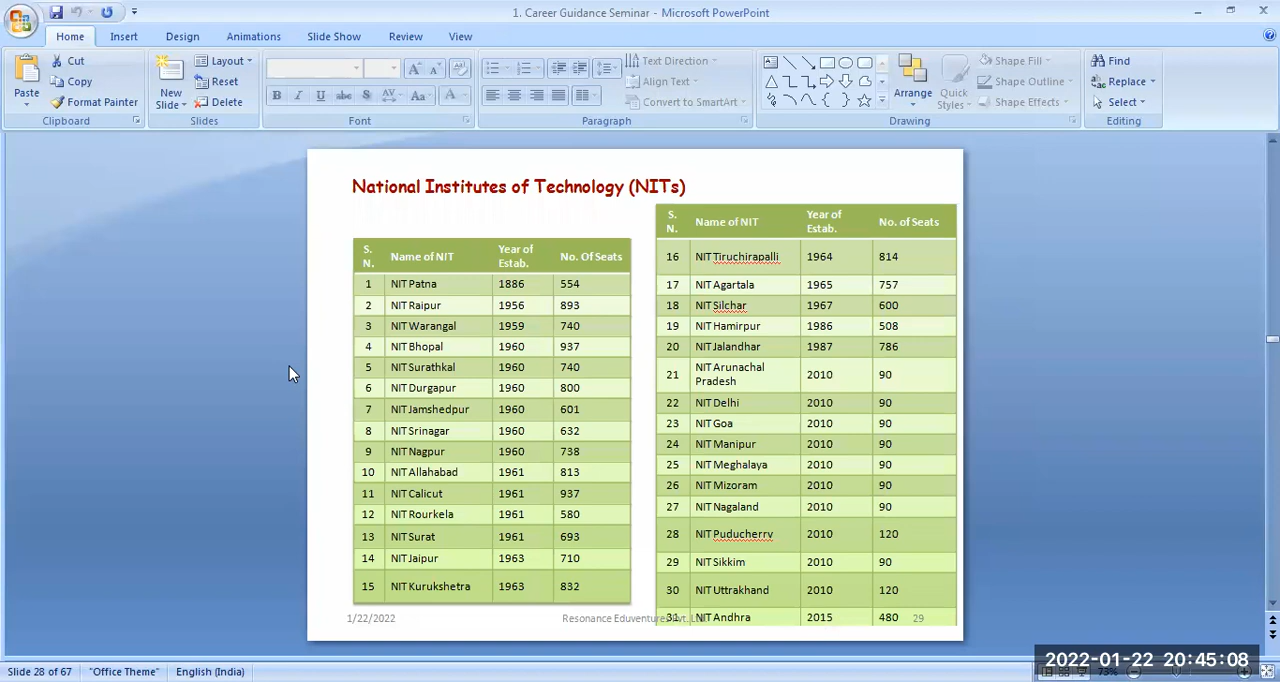 1. Career Guidance Seminar - Microsoft PowerPoint
Home Insert Design Animations Slide Show Review View
Cut
Copy
Format Painter
Paste
Clipboard
New
Slide
Layout
Reset
Delete
Slides
B I U abc S AV Aa A
Font
Text Direction
Align Text
Convert to SmartArt
Paragraph
Arrange
Quick
Styles
Shape Fill
Shape Outline
Shape Effects
Drawing
Find
Replace
Select
Editing
National Institutes of Technology (NITs)
S. N. Name of NIT Year of Estab. No. Of Seats
1 NIT Patna 1886 554
2 NIT Raipur 1956 893
3 NIT Warangal 1959 740
4 NIT Bhopal 1960 937
5 NIT Surathkal 1960 740
6 NIT Durgapur 1960 800
7 NIT Jamshedpur 1960 601
8 NIT Srinagar 1960 632
9 NIT Nagpur 1960 738
10 NIT Allahabad 1961 813
11 NIT Calicut 1961 937
12 NIT Rourkela 1961 580
13 NIT Surat 1961 693
14 NIT Jaipur 1963 710
15 NIT Kurukshetra 1963 832
S. N. Name of NIT Year of Estab. No. of Seats
16 NIT Tiruchirapalli 1964 814
17 NIT Agartala 1965 757
18 NIT Silchar 1967 600
19 NIT Hamirpur 1986 508
20 NIT Jalandhar 1987 786
21 NIT Arunachal Pradesh 2010 90
22 NIT Delhi 2010 90
23 NIT Goa 2010 90
24 NIT Manipur 2010 90
25 NIT Meghalaya 2010 90
26 NIT Mizoram 2010 90
27 NIT Nagaland 2010 90
28 NIT Puducherry 2010 120
29 NIT Sikkim 2010 90
30 NIT Uttrakhand 2010 120
31 NIT Andhra 2015 480
1/22/2022 Resonance Eduventures Pvt. 29
Slide 28 of 67 "Office Theme" English (India) 73%
2022-01-22 20:45:08